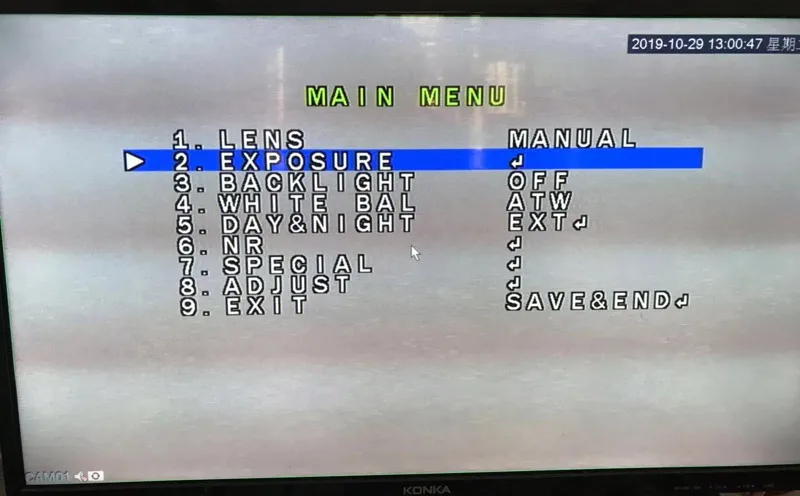 2019-10-29 13:00:47 星期二
MAIN MENU
1. LENS MANUAL
2. EXPOSURE ↲
3. BACKLIGHT OFF
4. WHITE BAL ATW
5. DAY&NIGHT EXT↲
6. NR ↲
7. SPECIAL ↲
8. ADJUST ↲
9. EXIT SAVE&END↲
CAM01
KONKA